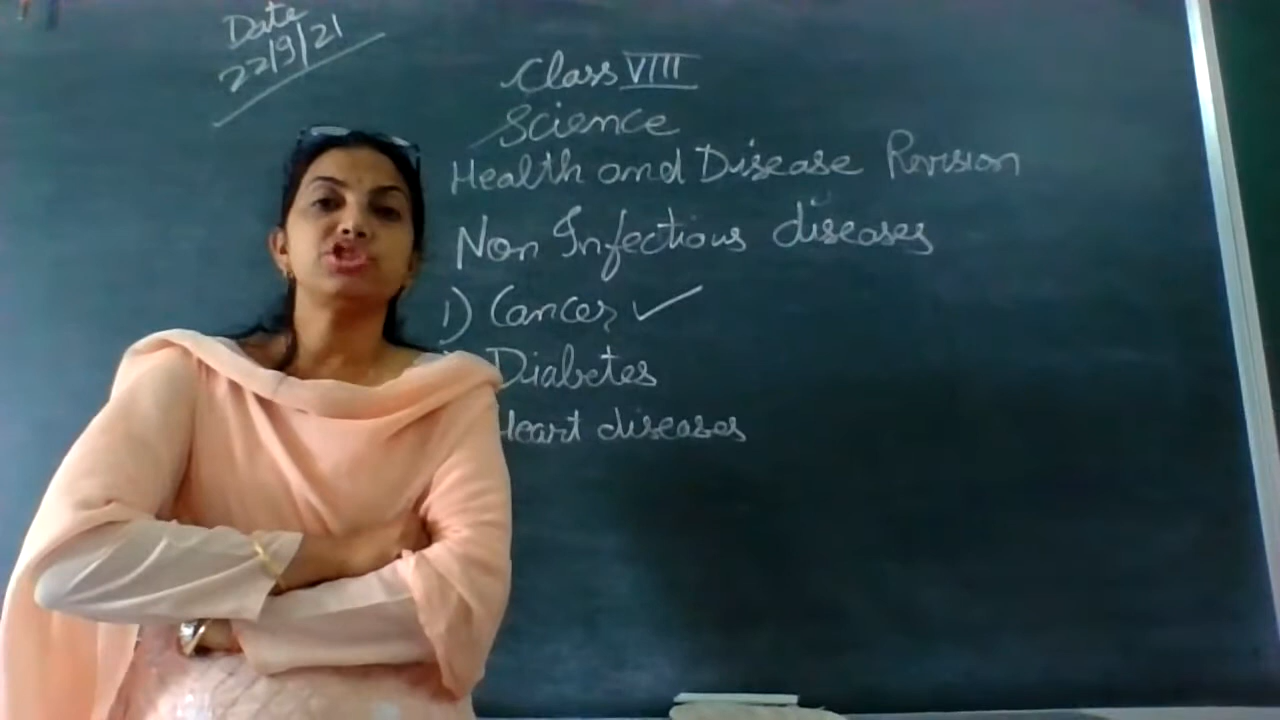 Date
22/9/21
Class VIII
Science
Health and Disease Revision
Non Infectious diseases
1) Cancer ✓
Diabetes
Heart diseases